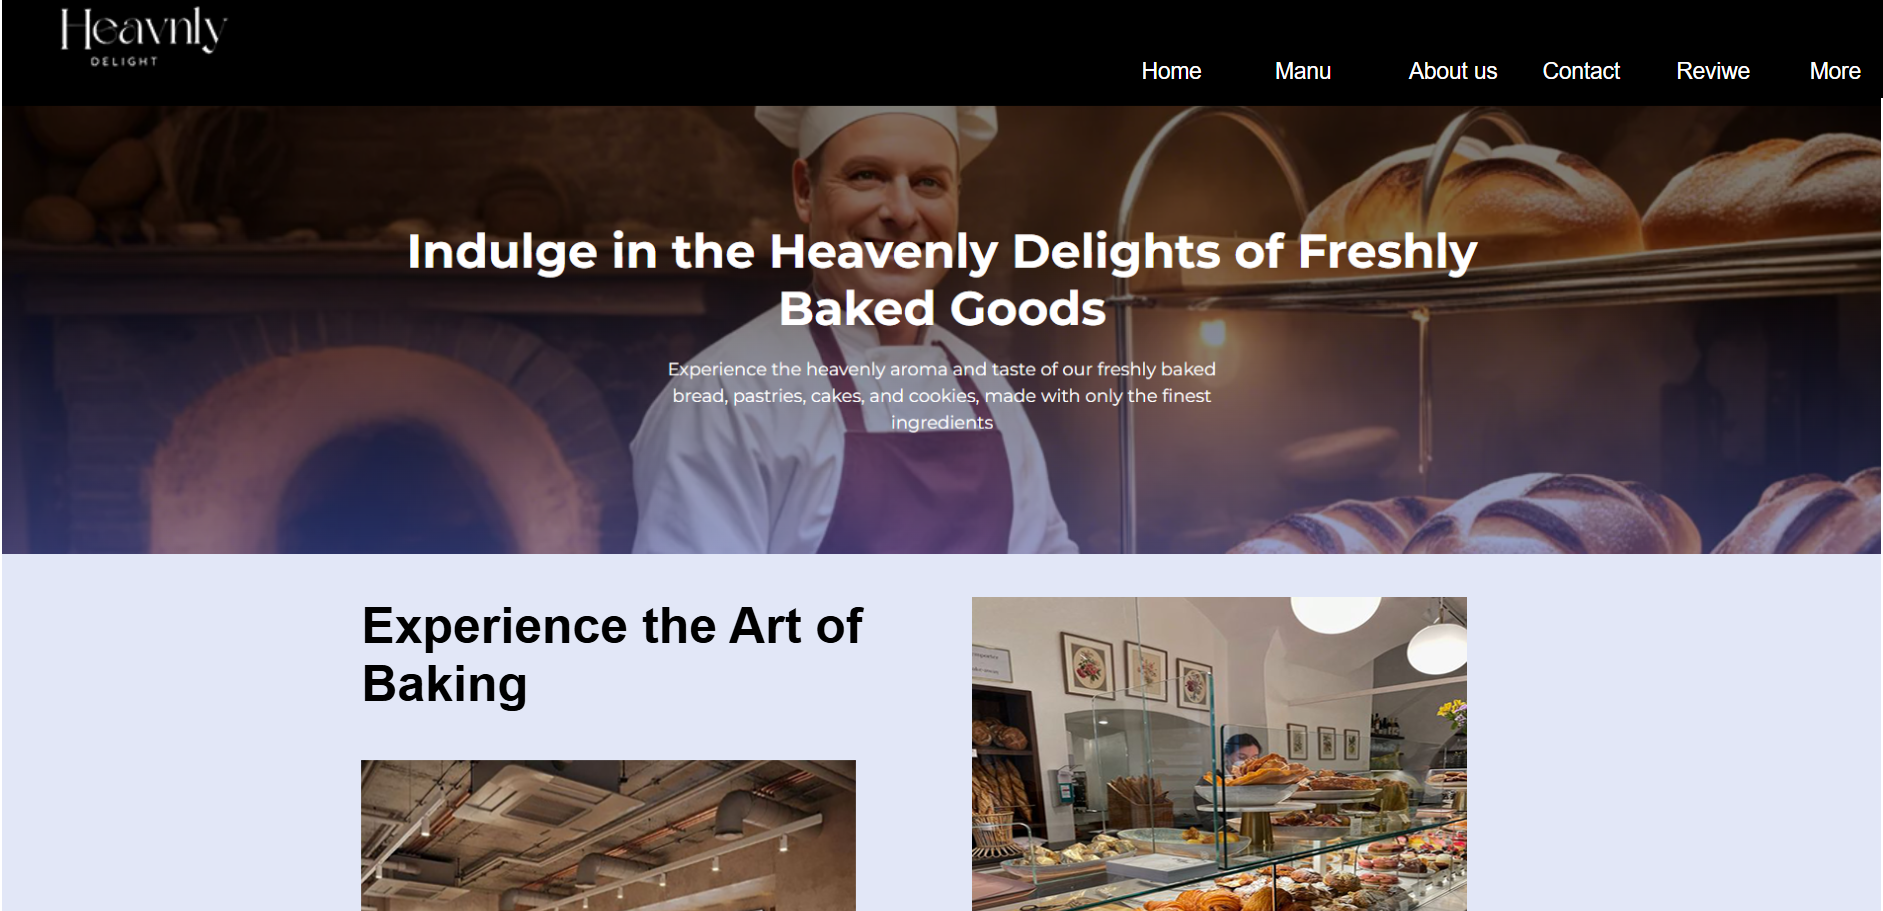 Heavnly
DELIGHT
Home Manu About us Contact Reviwe More
Indulge in the Heavenly Delights of Freshly
Baked Goods
Experience the heavenly aroma and taste of our freshly baked
bread, pastries, cakes, and cookies, made with only the finest
ingredients
Experience the Art of
Baking